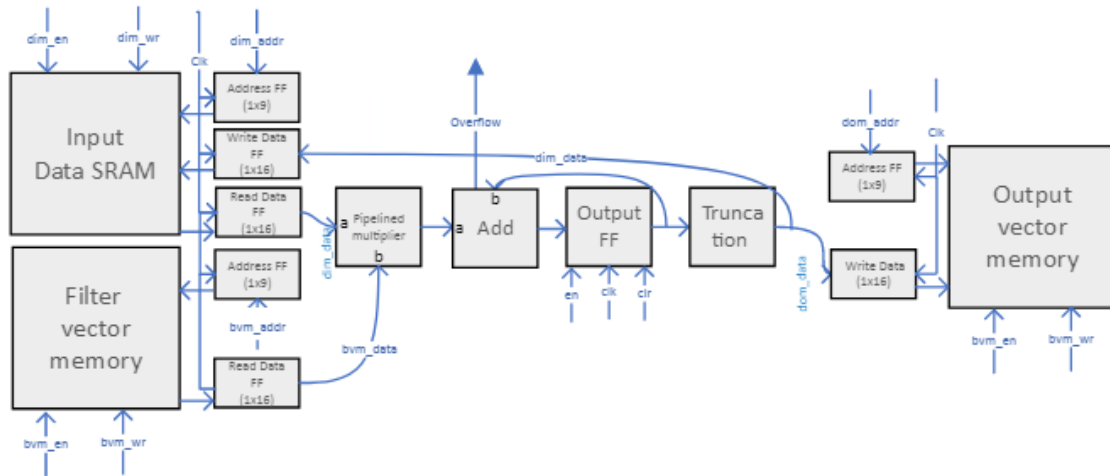 dim_en
dim_wr
Clk
dim_addr
Input
Data SRAM
Address FF
(1x9)
Write Data
FF
(1x16)
Read Data
FF
(1x16)
dim_data
Filter
vector
memory
Address FF
(1x9)
bvm_addr
Read Data
FF
(1x16)
bvm_data
bvm_en
bvm_wr
a
Pipelined
multiplier
b
Overflow
b
a
Add
dim_data
Output
FF
en
clk
clr
Trunca
tion
dom_data
dom_addr
Clk
Address FF
(1x9)
Write Data
(1x16)
Output
vector
memory
bvm_en
bvm_wr